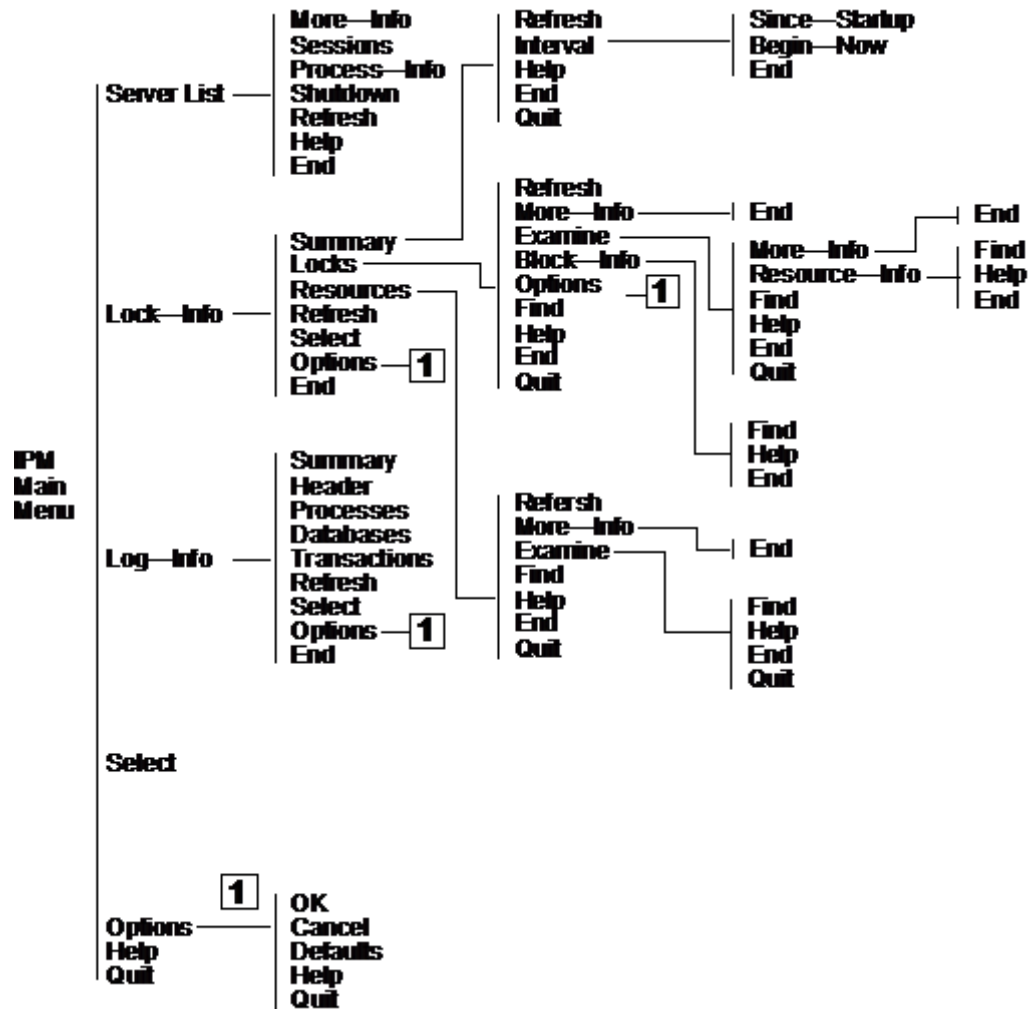 IPM
Main
Menu
Server List
Lock—Info
Log—Info
Select
Options
Help
Quit
More—Info
Sessions
Process—Info
Shutdown
Refresh
Help
End
Summary
Locks
Resources
Refresh
Select
Options 1
End
Summary
Header
Processes
Databases
Transactions
Refresh
Select
Options 1
End
1
OK
Cancel
Defaults
Help
Quit
Refresh
Interval
Help
End
Quit
Refresh
More—Info
Examine
Block—Info
Options 1
Find
Help
End
Quit
Refersh
More—Info
Examine
Find
Help
End
Quit
Since—Startup
Begin—Now
End
End
More—Info
Resource—Info
Find
Help
End
Quit
Find
Help
End
End
Find
Help
End
Quit
End
Find
Help
End